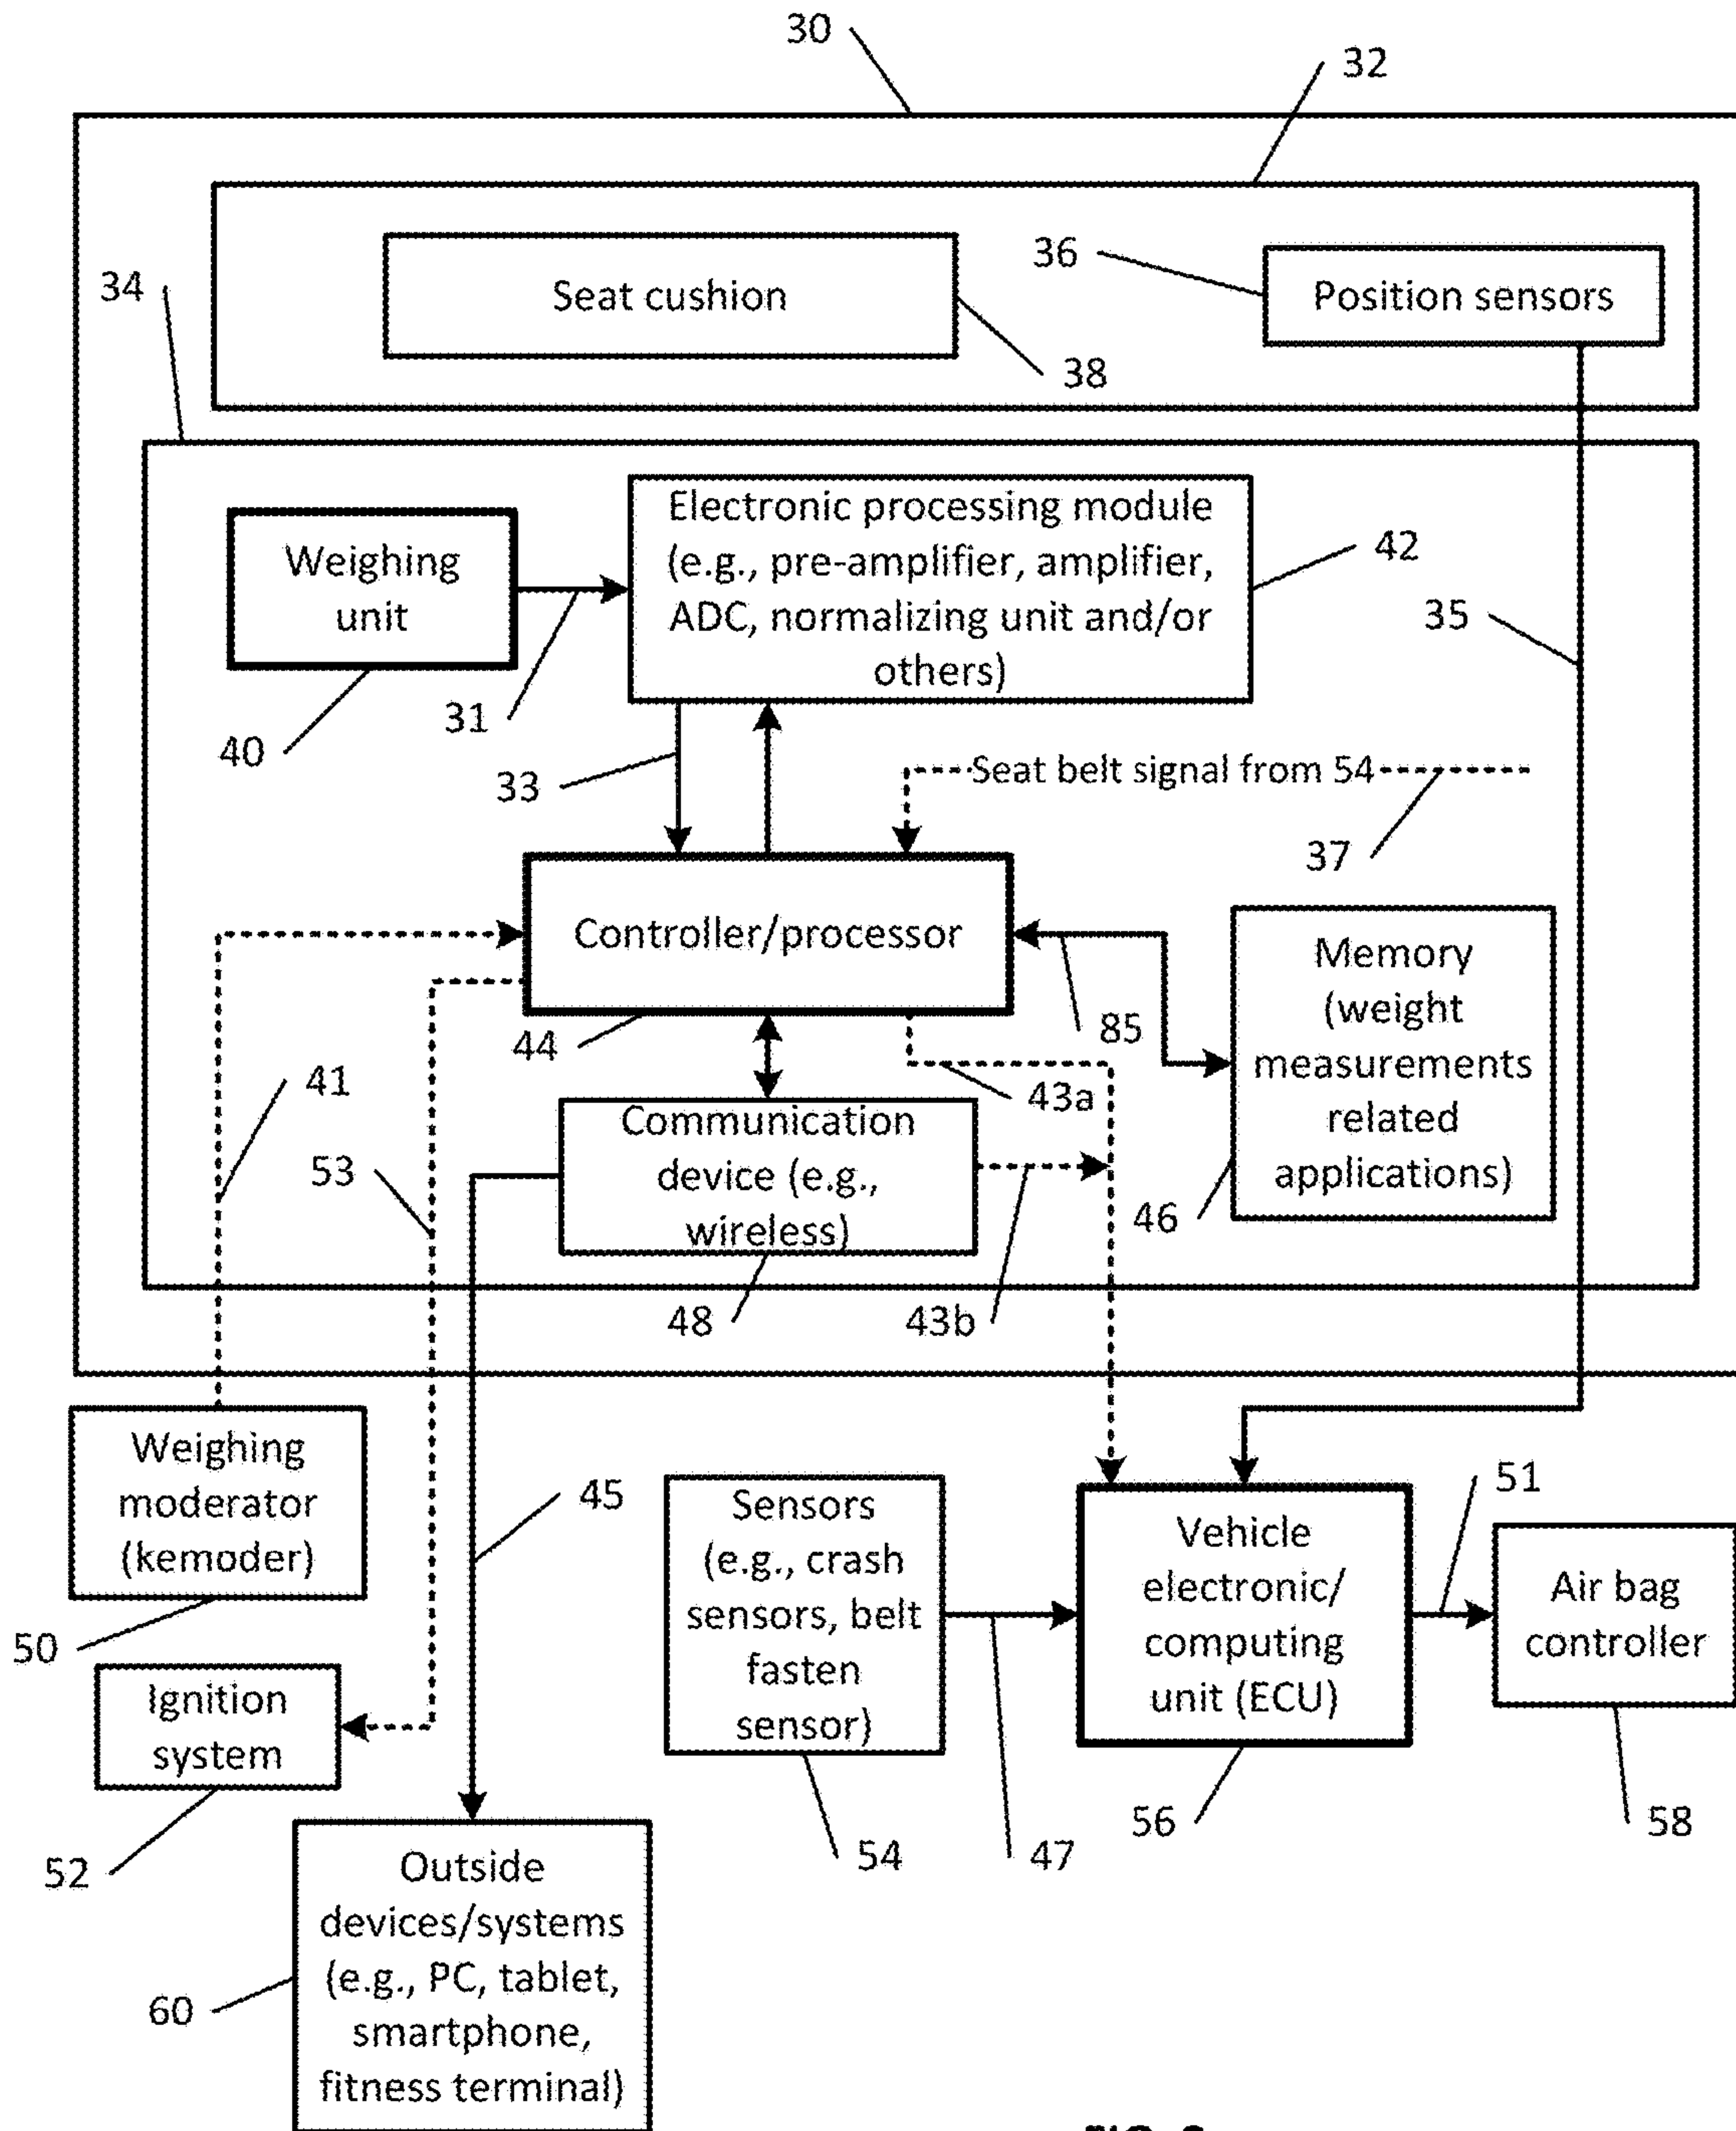 30
32
34
Seat cushion
36
Position sensors
38
Weighing
unit
Electronic processing module
(e.g., pre-amplifier, amplifier,
ADC, normalizing unit and/or
others)
42
35
31
40
33
Seat belt signal from 54
37
Controller/processor
44
85
Memory
(weight
measurements
related
applications)
41
43a
53
Communication
device (e.g.,
wireless)
46
48
43b
Weighing
moderator
(kemoder)
45
50
Sensors
(e.g., crash
sensors, belt
fasten
sensor)
Vehicle
electronic/
computing
unit (ECU)
51
Air bag
controller
Ignition
system
52
54
47
56
58
Outside
devices/systems
(e.g., PC, tablet,
smartphone,
fitness terminal)
60